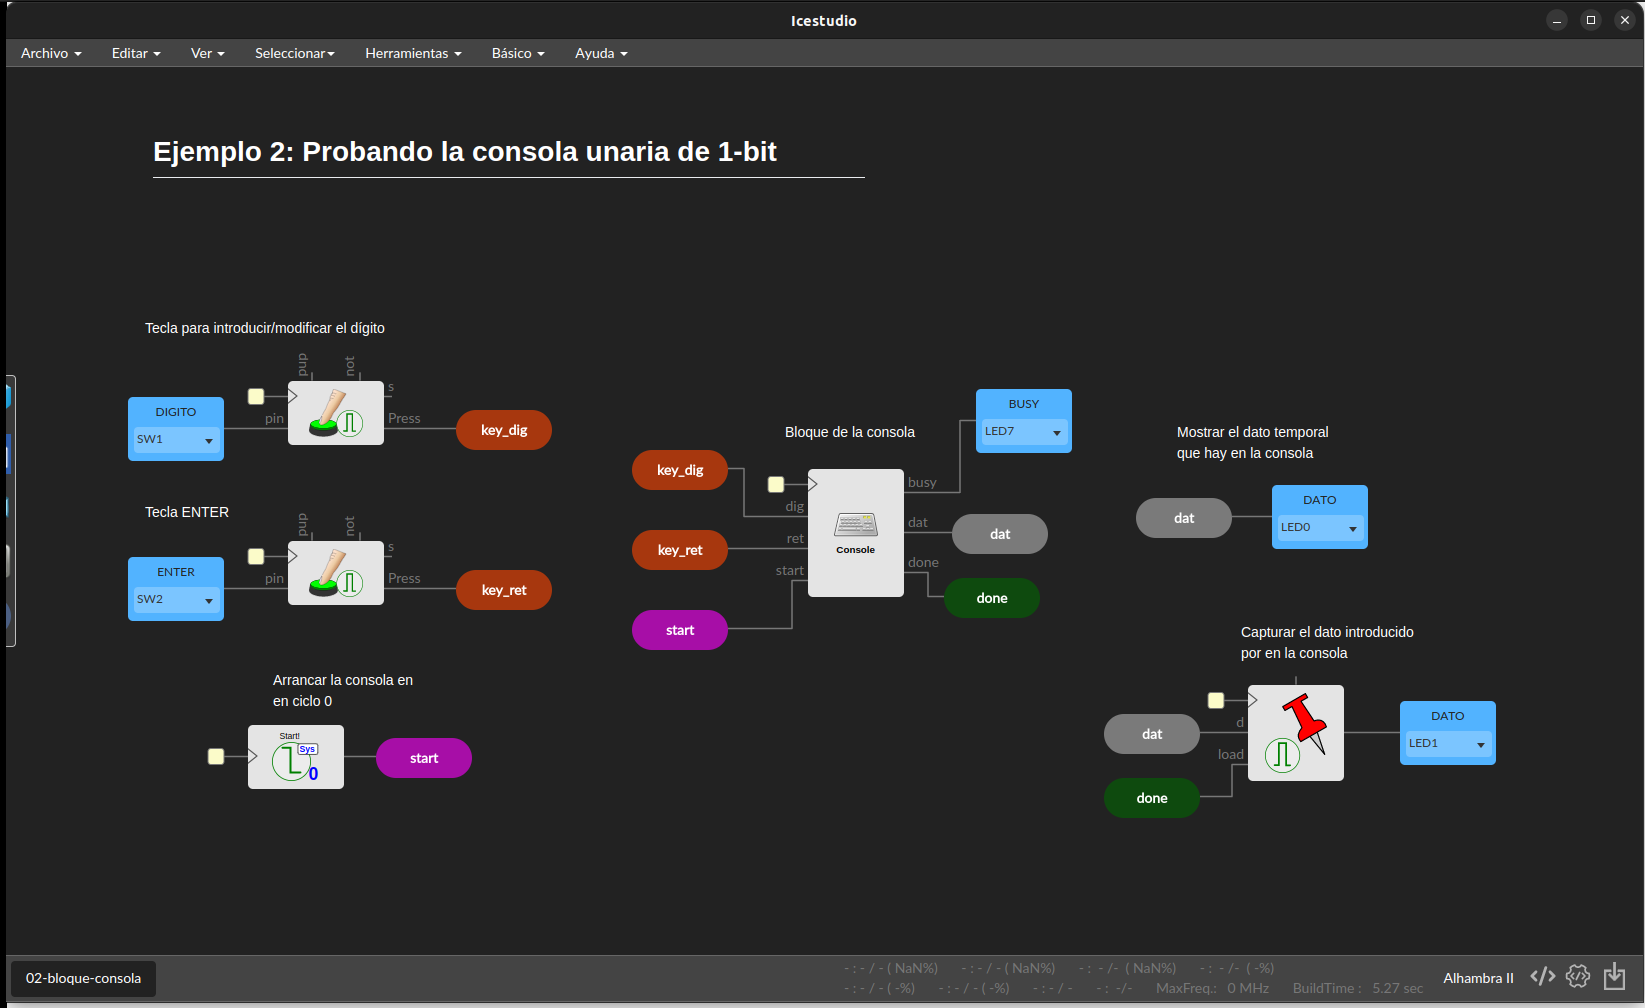 Icestudio
Archivo Editar Ver Seleccionar Herramientas Básico Ayuda
Ejemplo 2: Probando la consola unaria de 1-bit
Tecla para introducir/modificar el dígito
pup not
DIGITO
SW1
pin
s
Press
key_dig
Tecla ENTER
pup not
ENTER
SW2
pin
s
Press
key_ret
Arrancar la consola en
en ciclo 0
Start!
Sys
0
start
Bloque de la consola
key_dig
key_ret
start
dig
ret
start
Console
busy
dat
done
BUSY
LED7
dat
done
Mostrar el dato temporal
que hay en la consola
dat
DATO
LED0
Capturar el dato introducido
por en la consola
dat
done
d
load
DATO
LED1
02-bloque-consola
- : - / - ( NaN%) - : - / - ( NaN%) - : - /- ( NaN%) - : - /- ( -%)
- : - / - ( -%) - : - / - ( -%) - : - / - - : -/- MaxFreq.: 0 MHz BuildTime : 5.27 sec
Alhambra II